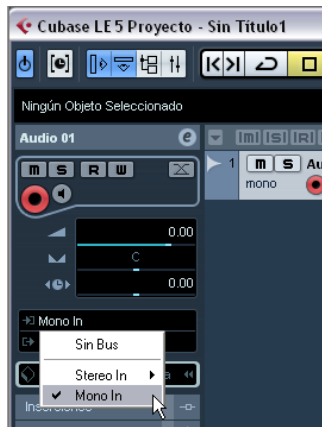 Cubase LE 5 Proyecto - Sin Título1
Ningún Objeto Seleccionado
Audio 01
e
M S R W
0.00
C
0.00
Mono In
Sin Bus
Stereo In
✓ Mono In
1 m S Au
mono